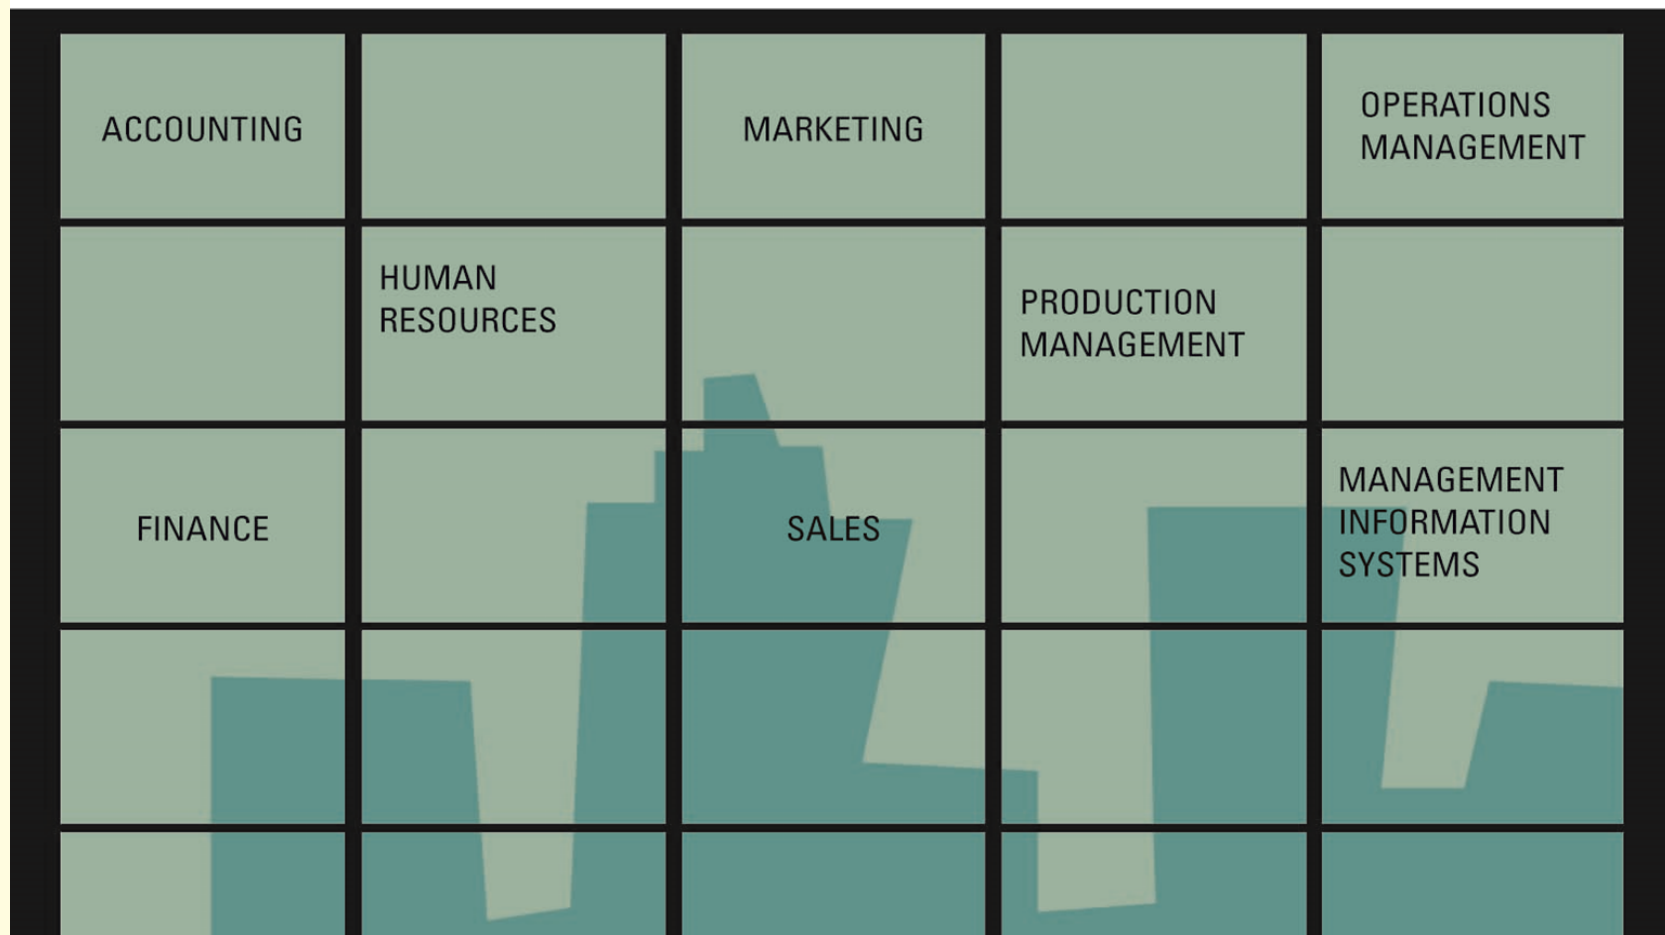 ACCOUNTING
MARKETING
OPERATIONS
MANAGEMENT
HUMAN
RESOURCES
PRODUCTION
MANAGEMENT
FINANCE
SALES
MANAGEMENT
INFORMATION
SYSTEMS